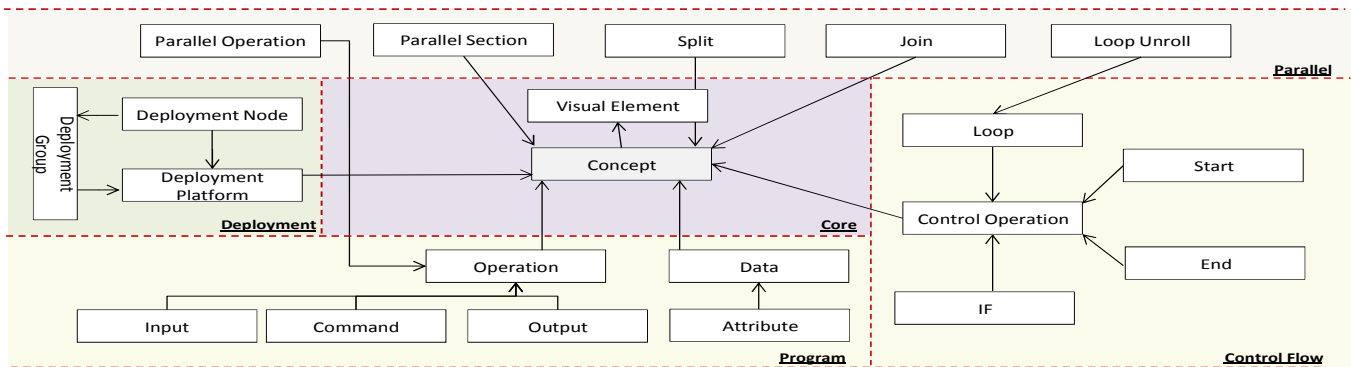 Parallel Operation
Parallel Section
Split
Join
Loop Unroll
Parallel
Deployment
Group
Deployment Node
Deployment
Platform
Deployment
Visual Element
Concept
Core
Loop
Start
Control Operation
End
IF
Control Flow
Operation
Data
Input
Command
Output
Attribute
Program